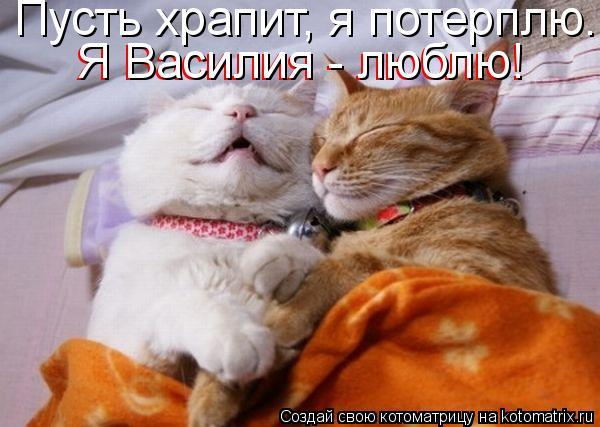 Пусть храпит, я потерплю.
Я Василия - люблю!
Создай свою котоматрицу на kotomatrix.ru